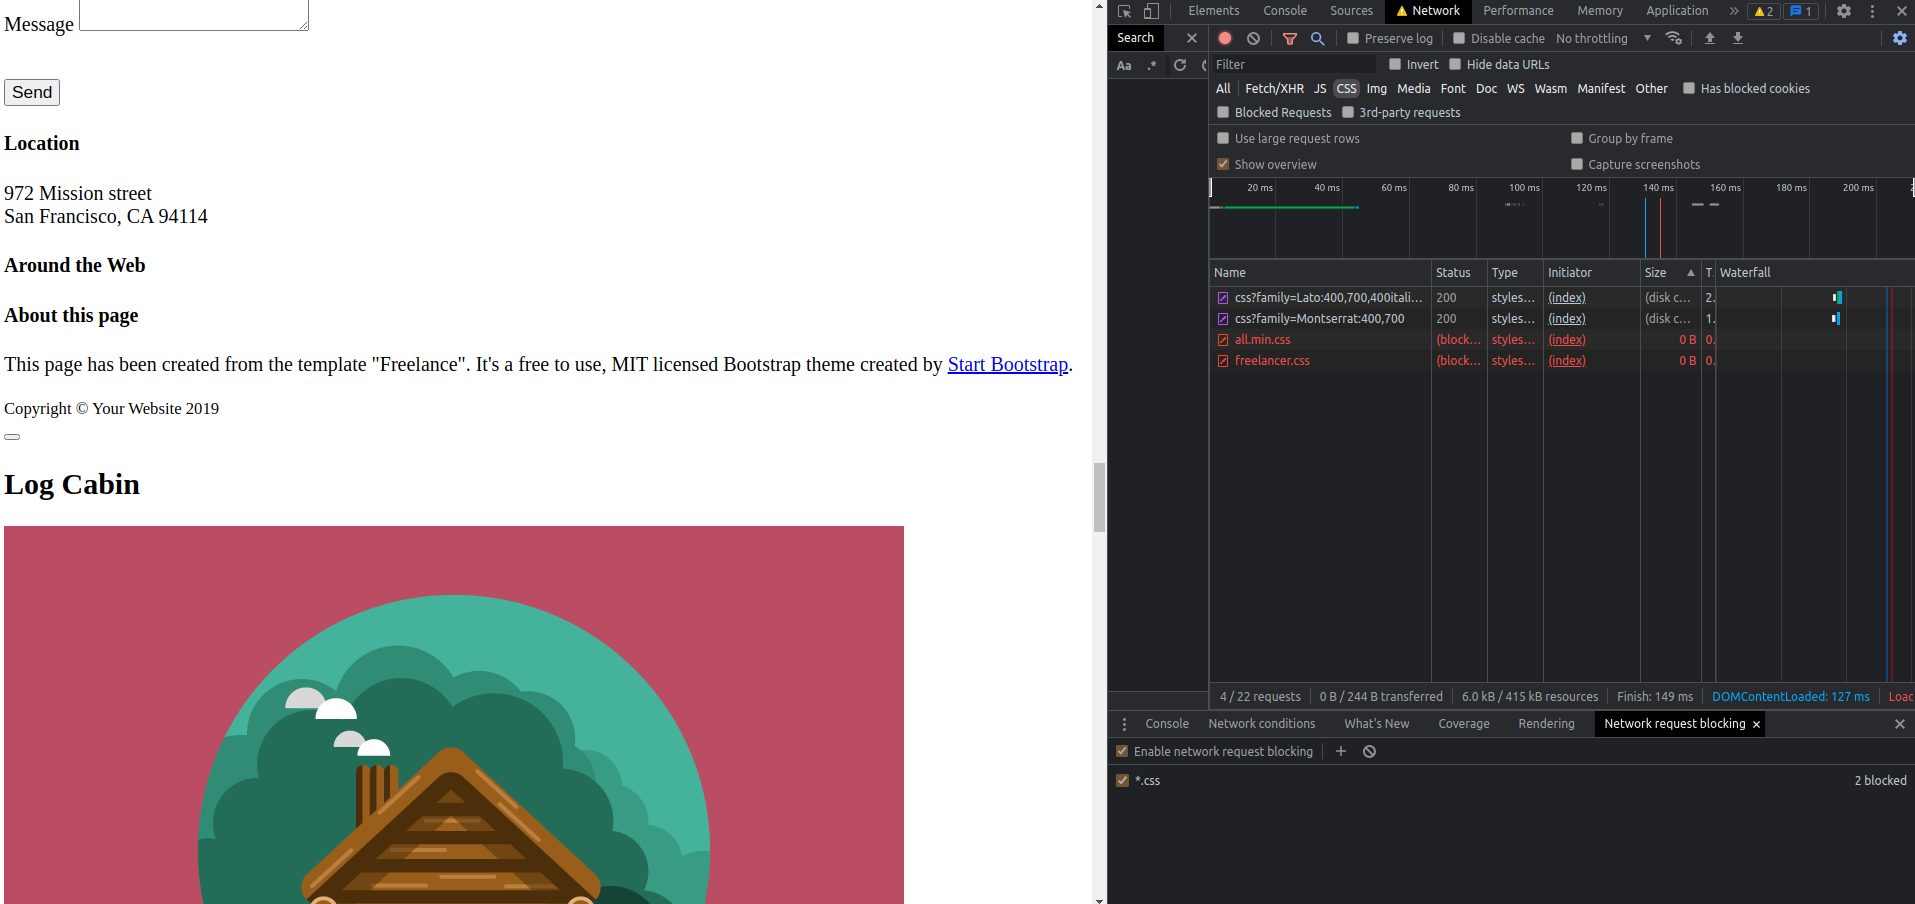 Message
Send
Location
972 Mission street
San Francisco, CA 94114
Around the Web
About this page
This page has been created from the template "Freelance". It's a free to use, MIT licensed Bootstrap theme created by Start Bootstrap.
Copyright © Your Website 2019
Log Cabin
Elements Console Sources Network Performance Memory Application » 2 1
Search
Preserve log Disable cache No throttling
Aa .*
Filter Invert Hide data URLs
All Fetch/XHR JS CSS Img Media Font Doc WS Wasm Manifest Other Has blocked cookies
Blocked Requests 3rd-party requests
Use large request rows Group by frame
Show overview Capture screenshots
20 ms 40 ms 60 ms 80 ms 100 ms 120 ms 140 ms 160 ms 180 ms 200 ms
Name Status Type Initiator Size T. Waterfall
css?family=Lato:400,700,400itali... 200 styles... (index) (disk c... 2.
css?family=Montserrat:400,700 200 styles... (index) (disk c... 1.
all.min.css (block... styles... (index) 0 B 0.
freelancer.css (block... styles... (index) 0 B 0.
4 / 22 requests 0 B / 244 B transferred 6.0 kB / 415 kB resources Finish: 149 ms DOMContentLoaded: 127 ms Loac
Console Network conditions What's New Coverage Rendering Network request blocking ×
Enable network request blocking
*.css 2 blocked